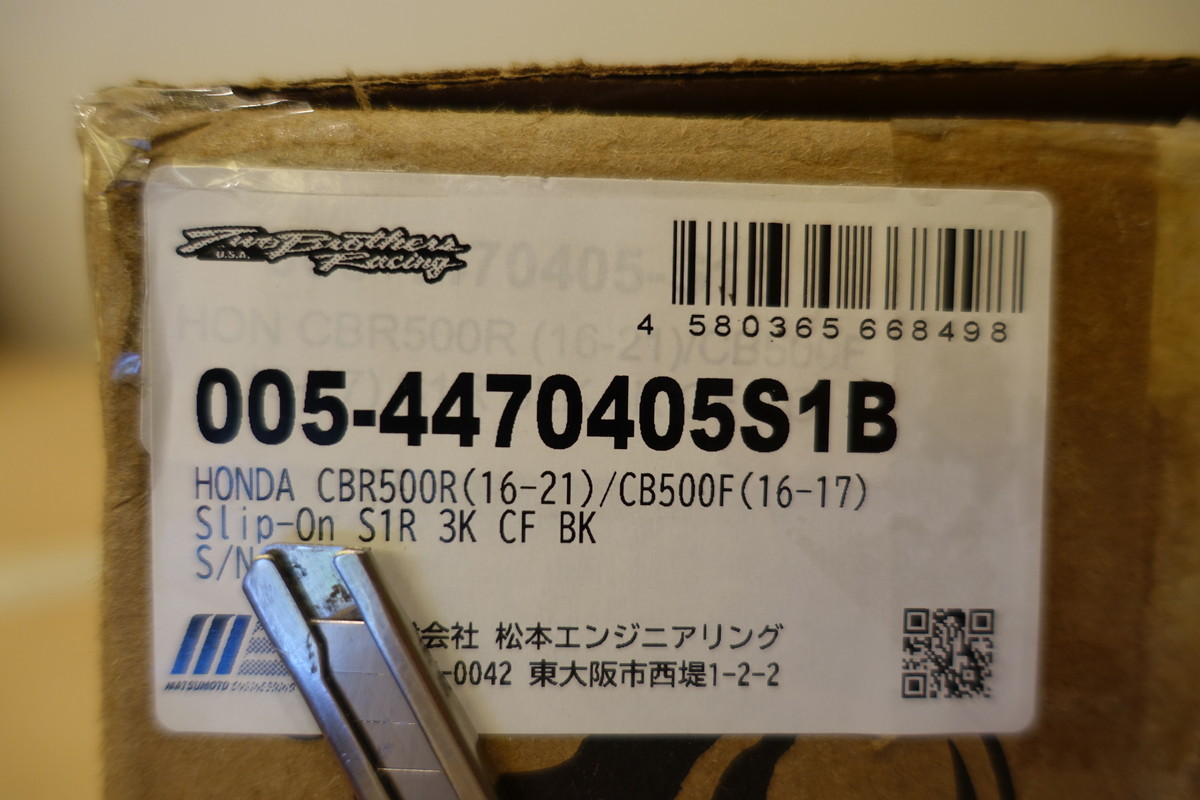 Two Brothers
U.S.A. Racing
4 580365 668498
005-4470405S1B
HONDA CBR500R(16-21)/CB500F(16-17)
Slip-On S1R 3K CF BK
S/N
会社 松本エンジニアリング
-0042 東大阪市西堤1-2-2
MATSUMOTO ENGINEERING